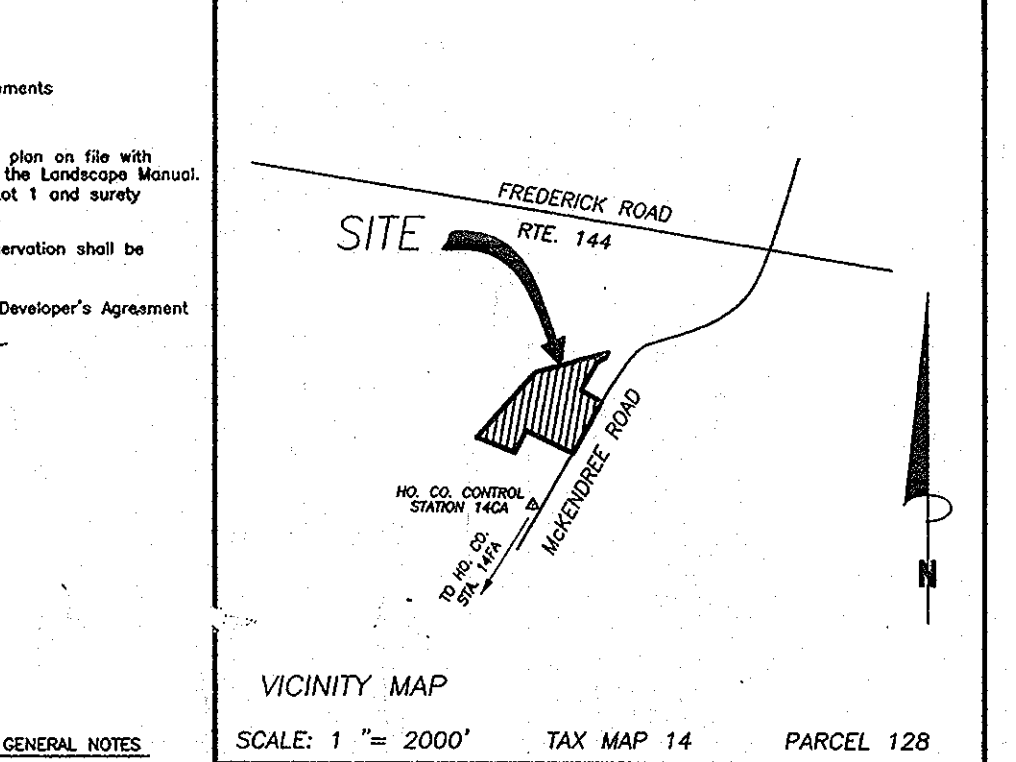 ements
plan on file with
the Landscape Manual.
ot 1 and surety
ervation shall be
Developer's Agreement
GENERAL NOTES
FREDERICK ROAD
RTE. 144
SITE
McKENDREE ROAD
HO. CO. CONTROL
STATION 14CA
TO HO. CO.
STA. 14FA
N
VICINITY MAP
SCALE: 1 "= 2000'
TAX MAP 14
PARCEL 128